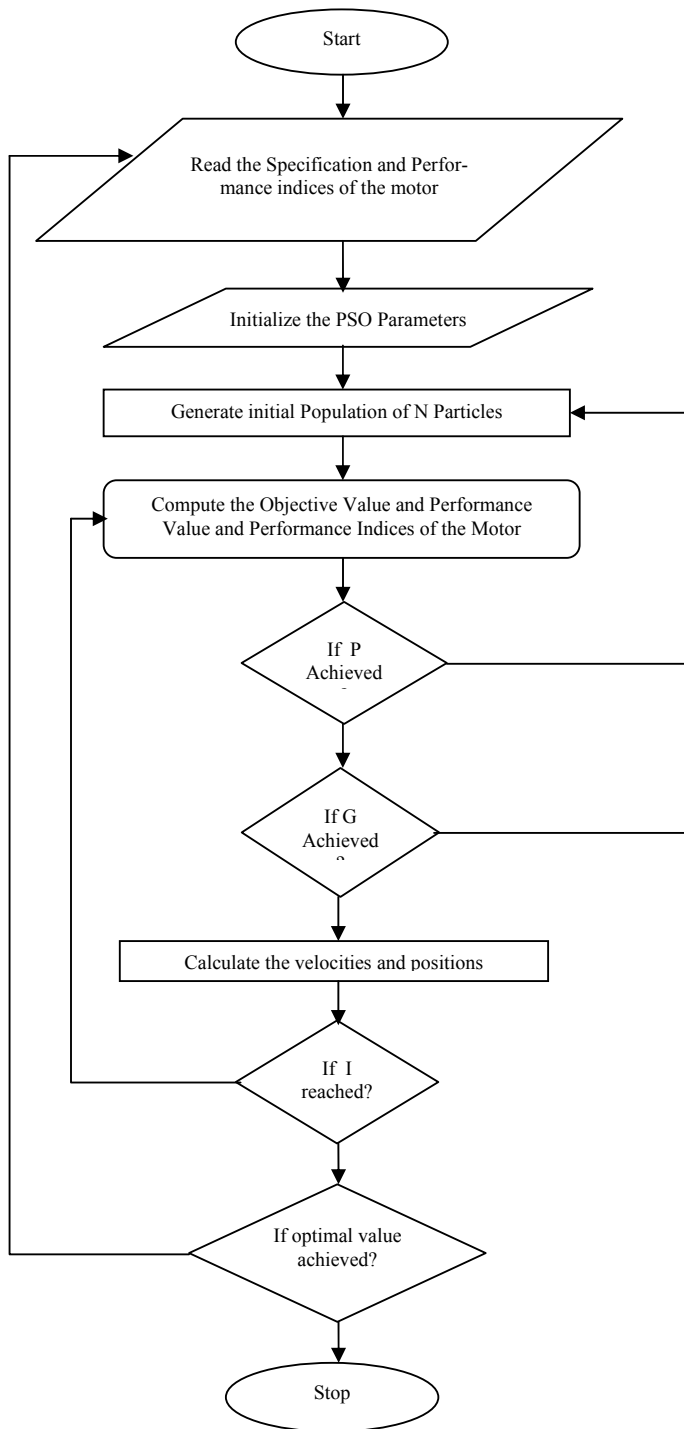 Start
Read the Specification and Perfor-
mance indices of the motor
Initialize the PSO Parameters
Generate initial Population of N Particles
Compute the Objective Value and Performance
Value and Performance Indices of the Motor
If P
Achieved
If G
Achieved
?
Calculate the velocities and positions
If I
reached?
If optimal value
achieved?
Stop